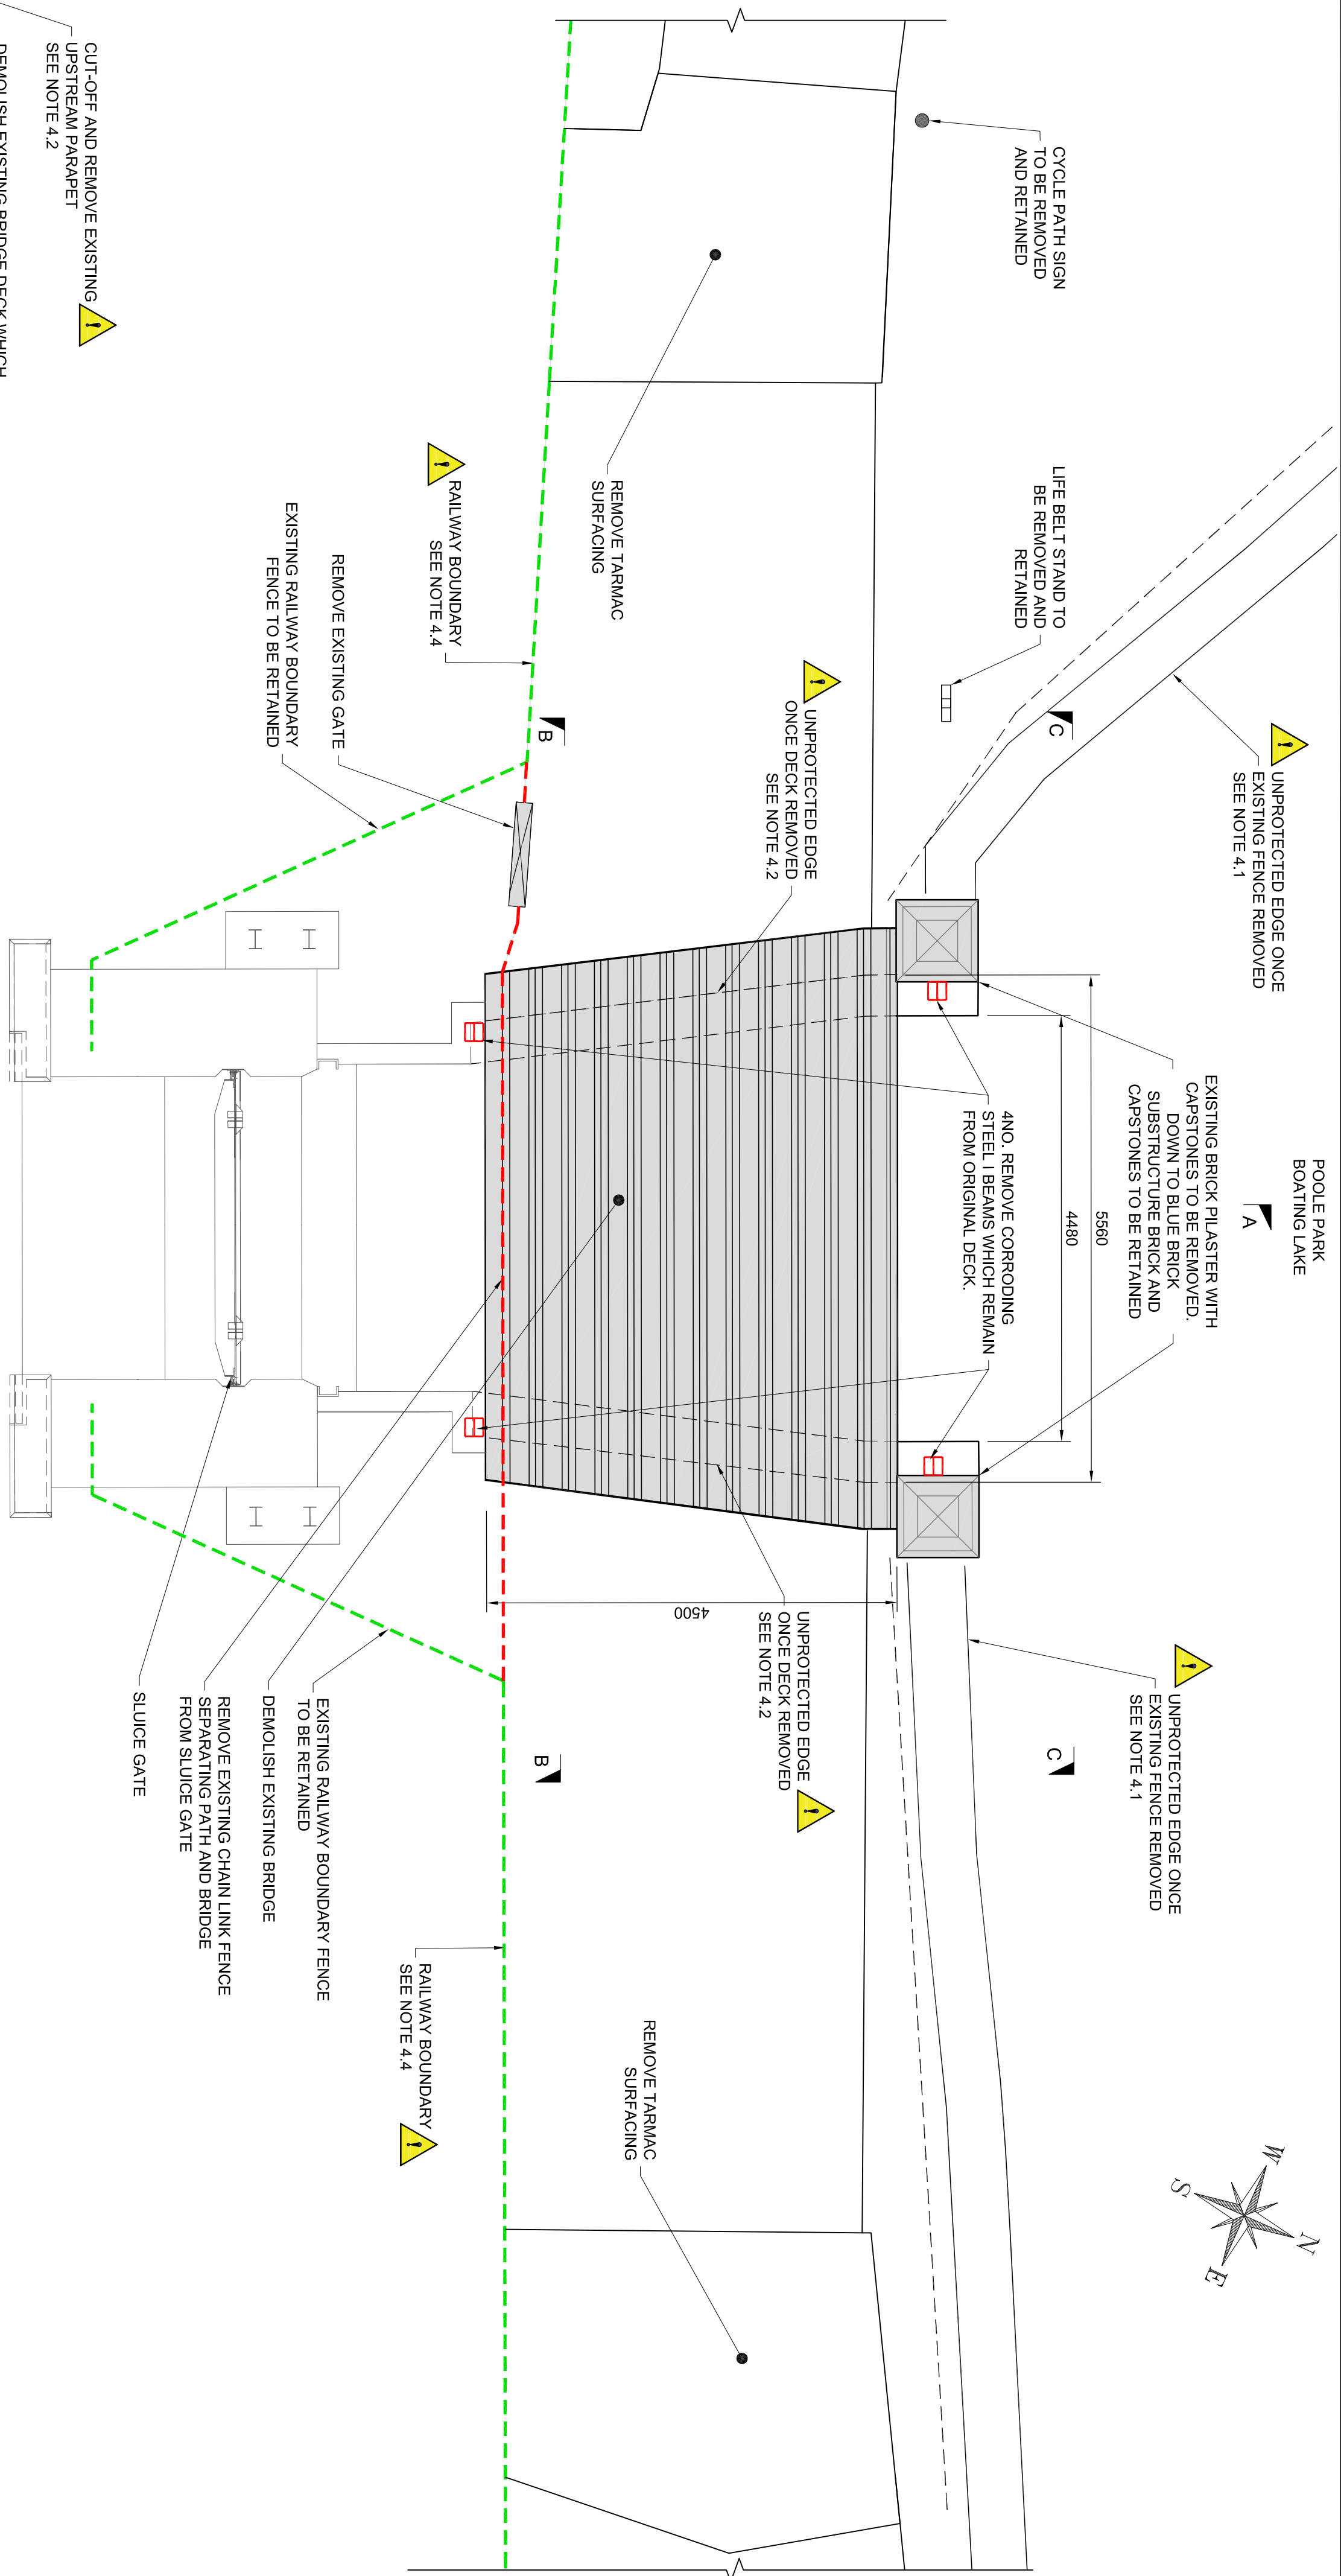 POOLE PARK
BOATING LAKE
A
CYCLE PATH SIGN
TO BE REMOVED
AND RETAINED
LIFE BELT STAND TO
BE REMOVED AND
RETAINED
C
UNPROTECTED EDGE ONCE
EXISTING FENCE REMOVED
SEE NOTE 4.1
EXISTING BRICK PILASTER WITH
CAPSTONES TO BE REMOVED.
DOWN TO BLUE BRICK
SUBSTRUCTURE BRICK AND
CAPSTONES TO BE RETAINED
5560
4480
4NO. REMOVE CORRODING
STEEL I BEAMS WHICH REMAIN
FROM ORIGINAL DECK.
UNPROTECTED EDGE ONCE
EXISTING FENCE REMOVED
SEE NOTE 4.1
C
W
N
S
E
REMOVE TARMAC
SURFACING
UNPROTECTED EDGE
ONCE DECK REMOVED
SEE NOTE 4.2
4500
UNPROTECTED EDGE
ONCE DECK REMOVED
SEE NOTE 4.2
REMOVE TARMAC
SURFACING
B
B
RAILWAY BOUNDARY
SEE NOTE 4.4
REMOVE EXISTING GATE
EXISTING RAILWAY BOUNDARY
FENCE TO BE RETAINED
RAILWAY BOUNDARY
SEE NOTE 4.4
EXISTING RAILWAY BOUNDARY FENCE
TO BE RETAINED
DEMOLISH EXISTING BRIDGE
REMOVE EXISTING CHAIN LINK FENCE
SEPARATING PATH AND BRIDGE
FROM SLUICE GATE
SLUICE GATE
CUT-OFF AND REMOVE EXISTING
UPSTREAM PARAPET
SEE NOTE 4.2
DEMOLISH EXISTING BRIDGE DECK WHICH